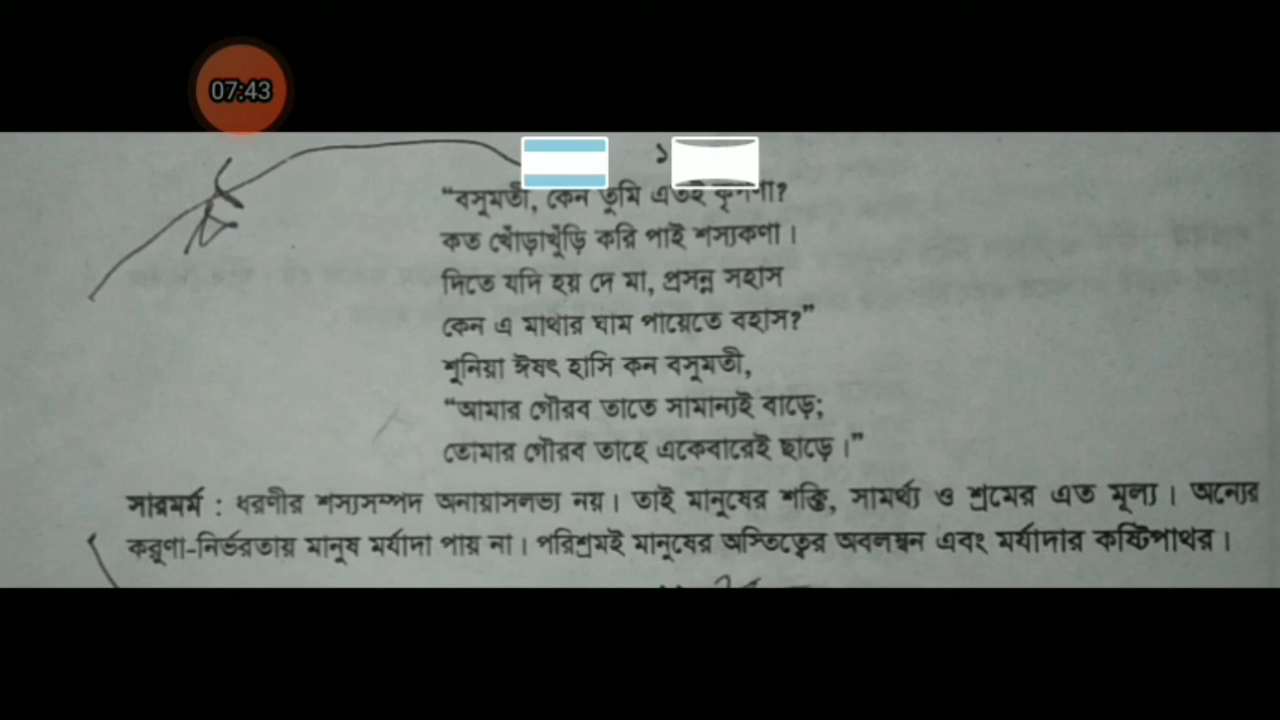 07:43
১
“বসুমতী, কেন তুমি এতই কৃপণা?
কত খোঁড়াখুঁড়ি করি পাই শস্যকণা।
দিতে যদি হয় দে মা, প্রসন্ন সহাস
কেন এ মাথার ঘাম পায়েতে বহাস?”
শুনিয়া ঈষৎ হাসি কন বসুমতী,
“আমার গৌরব তাতে সামান্যই বাড়ে;
তোমার গৌরব তাহে একেবারেই ছাড়ে।”
সারমর্ম : ধরণীর শস্যসম্পদ অনায়াসলভ্য নয়। তাই মানুষের শক্তি, সামর্থ্য ও শ্রমের এত মূল্য। অন্যের
করুণা-নির্ভরতায় মানুষ মর্যাদা পায় না। পরিশ্রমই মানুষের অস্তিত্বের অবলম্বন এবং মর্যাদার কষ্টিপাথর।